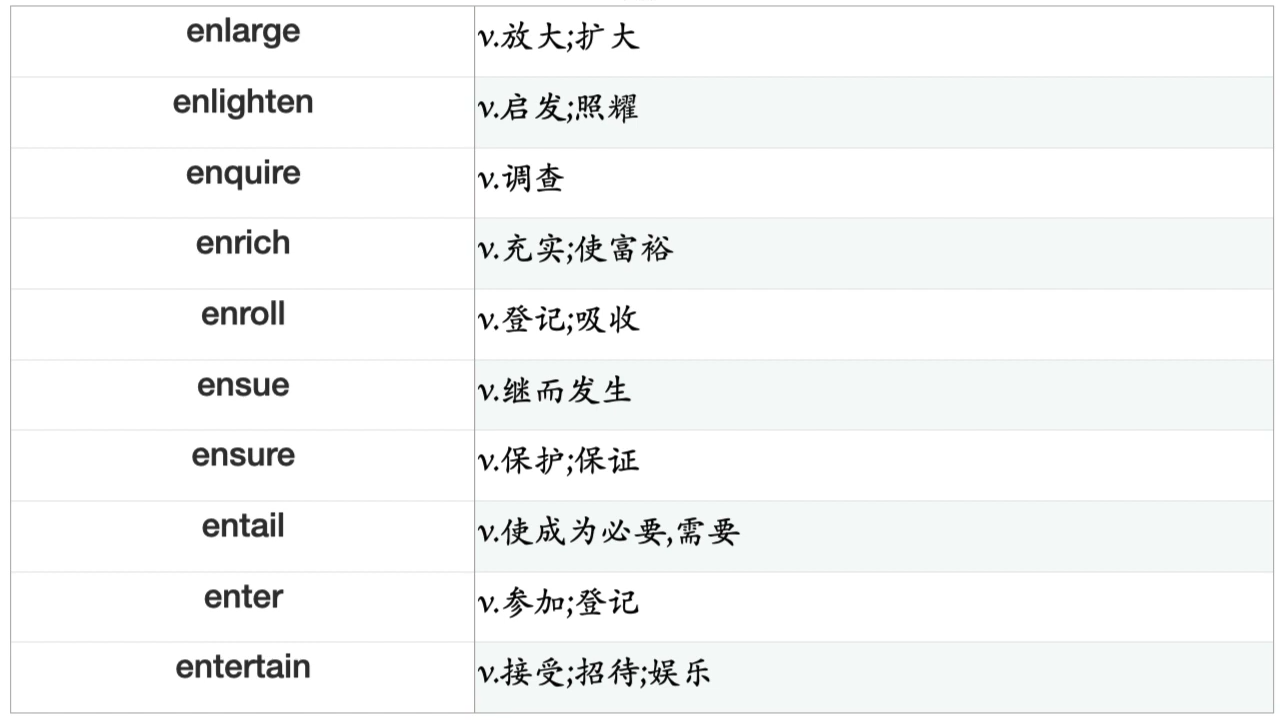 enlarge v.放大;扩大
enlighten v.启发;照耀
enquire v.调查
enrich v.充实;使富裕
enroll v.登记;吸收
ensue v.继而发生
ensure v.保护;保证
entail v.使成为必要,需要
enter v.参加;登记
entertain v.接受;招待;娱乐